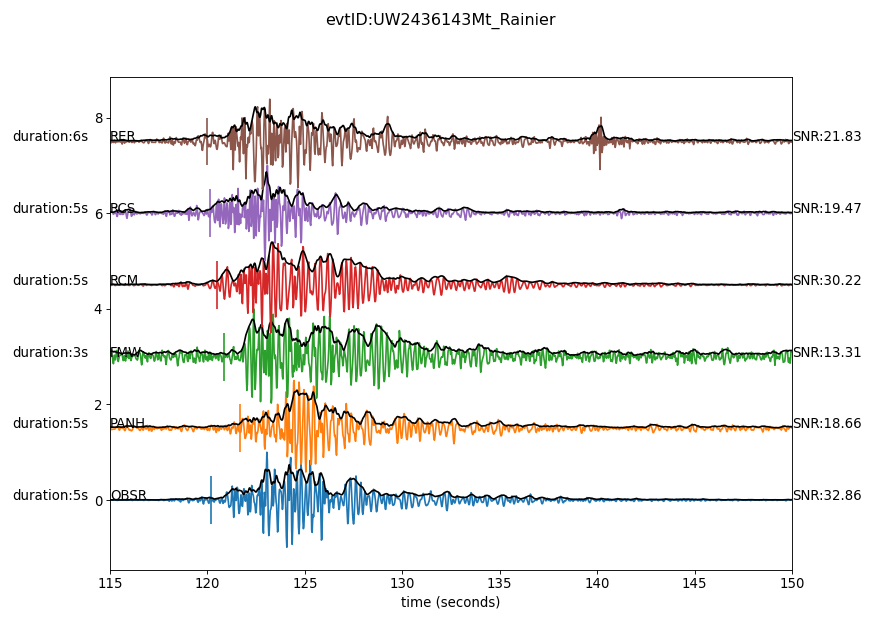 evtID:UW2436143Mt_Rainier
8
duration:6s RER SNR:21.83
duration:5s RCS SNR:19.47
6
duration:5s RCM SNR:30.22
4
duration:3s FMW SNR:13.31
2
duration:5s PANH SNR:18.66
duration:5s OBSR SNR:32.86
0
115 120 125 130 135 140 145 150
time (seconds)